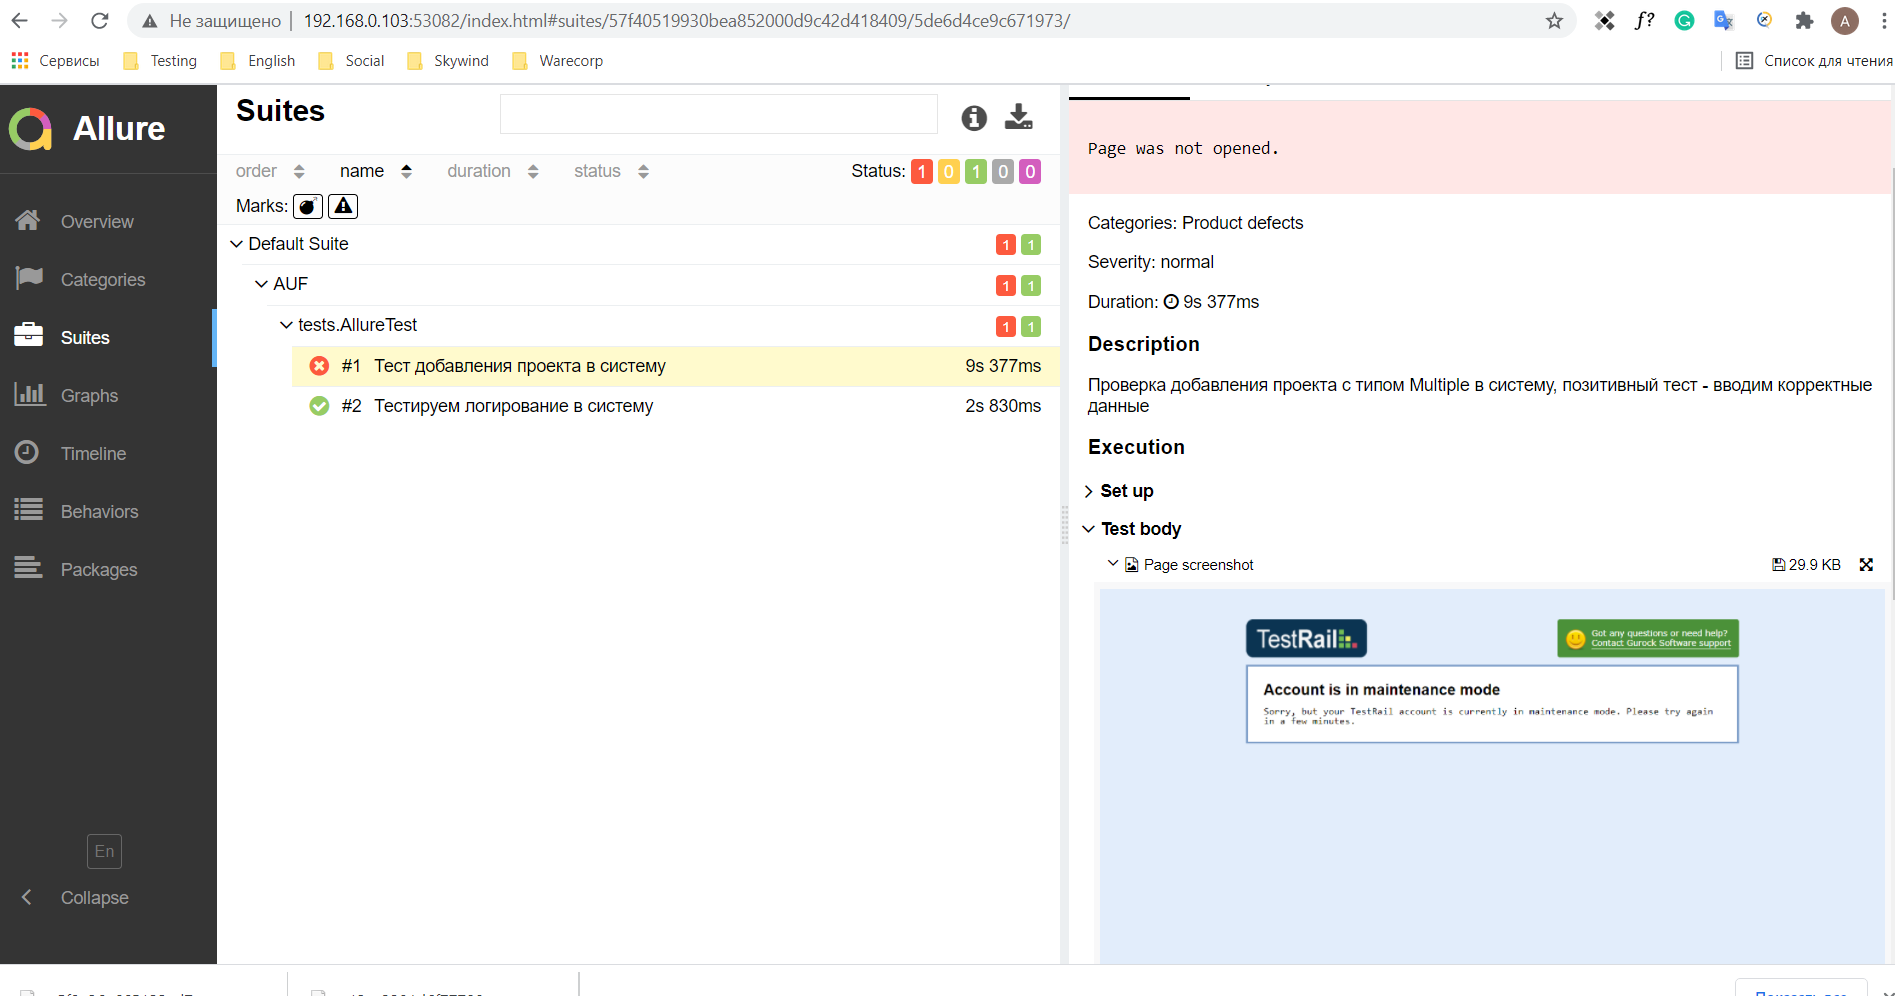 Не защищено
192.168.0.103:53082/index.html#suites/57f40519930bea852000d9c42d418409/5de6d4ce9c671973/
f?
A
Сервисы
Testing
English
Social
Skywind
Warecorp
Список для чтения
Allure
Overview
Categories
Suites
Graphs
Timeline
Behaviors
Packages
En
Collapse
Suites
order
name
duration
status
Status: 1 0 1 0 0
Marks:
Default Suite 1 1
AUF 1 1
tests.AllureTest 1 1
#1 Тест добавления проекта в систему 9s 377ms
#2 Тестируем логирование в систему 2s 830ms
Page was not opened.
Categories: Product defects
Severity: normal
Duration: 9s 377ms
Description
Проверка добавления проекта с типом Multiple в систему, позитивный тест - вводим корректные
данные
Execution
Set up
Test body
Page screenshot 29.9 KB
TestRail
Got any questions or need help?
Contact Gurock Software support
Account is in maintenance mode
Sorry, but your TestRail account is currently in maintenance mode. Please try again
in a few minutes.